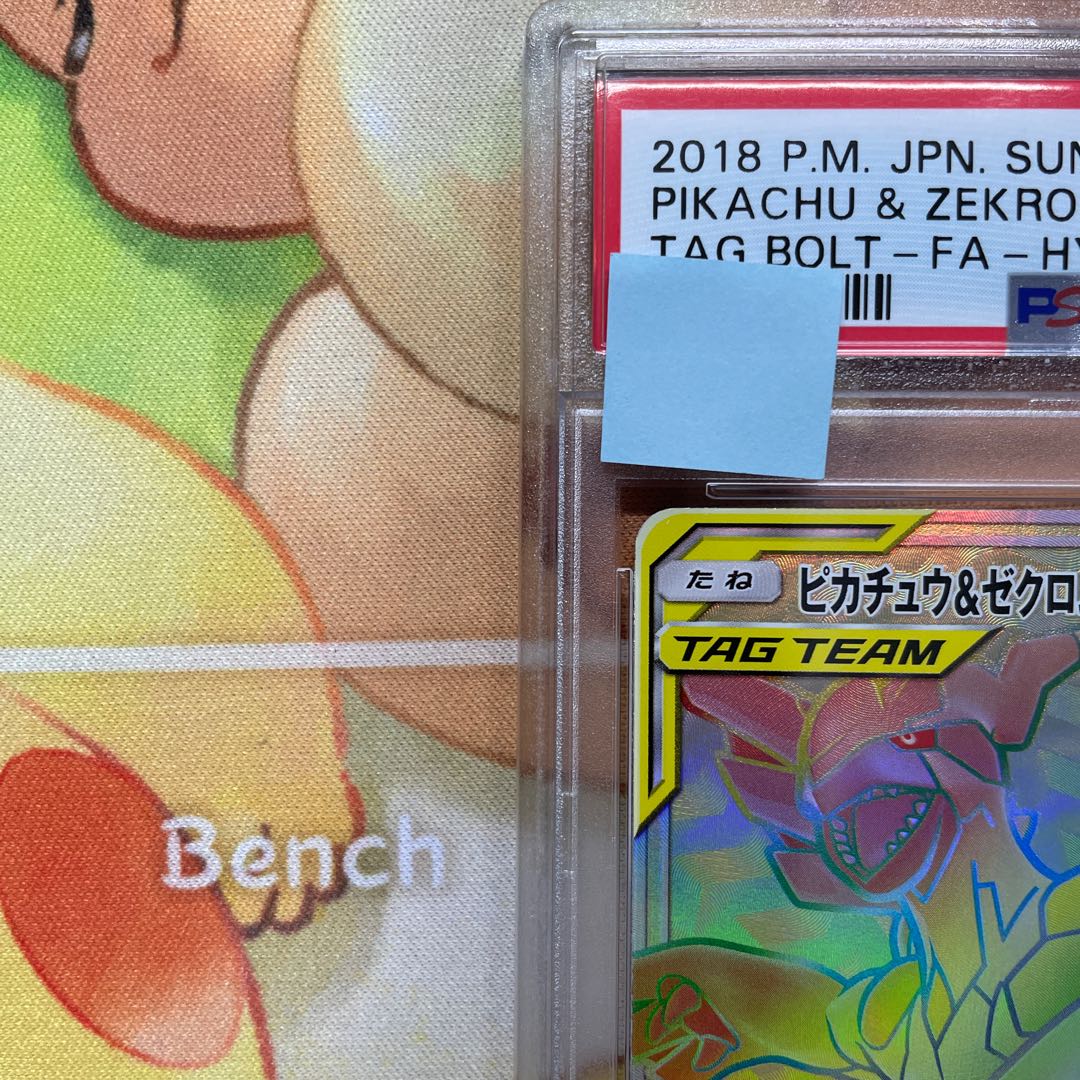 2018 P.M. JPN. SUN
PIKACHU & ZEKRO
TAG BOLT – FA – HY
PS
たね
ピカチュウ&ゼクロ
TAG TEAM
Bench